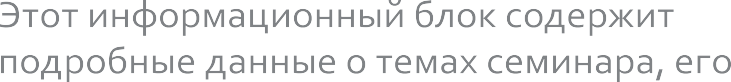 Этот информационный блок содержит
подробные данные о темах семинара, его